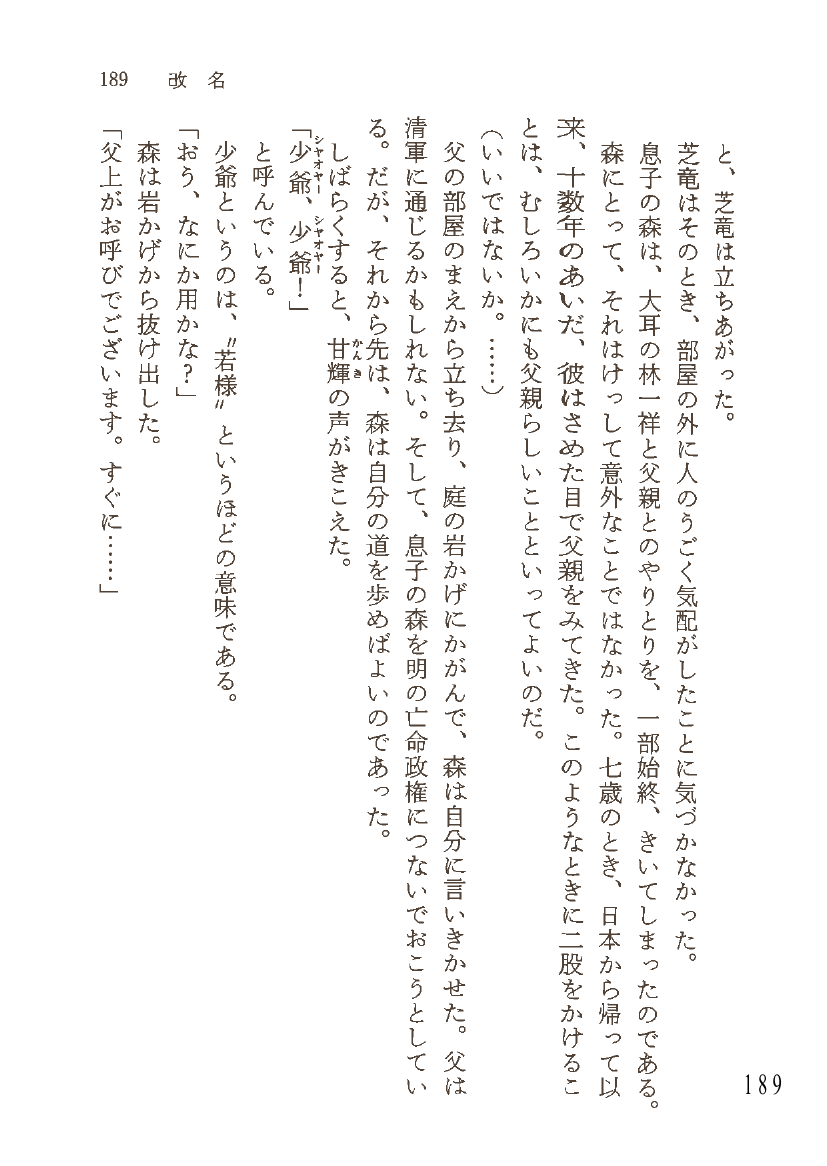 189 改名
と、芝竜は立ちあがった。
芝竜はそのとき、部屋の外に人のうごく気配がしたことに気づかなかった。
息子の森は、大耳の林一祥と父親とのやりとりを、一部始終、きいてしまったのである。
森にとって、それはけっして意外なことではなかった。七歳のとき、日本から帰って以
来、十数年のあいだ、彼はさめた目で父親をみてきた。このようなときに二股をかけるこ
とは、むしろいかにも父親らしいことといってよいのだ。
(いいではないか。……)
父の部屋のまえから立ち去り、庭の岩かげにかがんで、森は自分に言いきかせた。父は
清軍に通じるかもしれない。そして、息子の森を明の亡命政権につないでおこうとしてい
る。だが、それから先は、森は自分の道を歩めばよいのであった。
しばらくすると、甘輝の声がきこえた。
かんき
「少爺、少爺!」
シャオヤー シャオヤー
と呼んでいる。
少爺というのは、〝若様〟というほどの意味である。
「おう、なにか用かな?」
森は岩かげから抜け出した。
「父上がお呼びでございます。すぐに……」
189